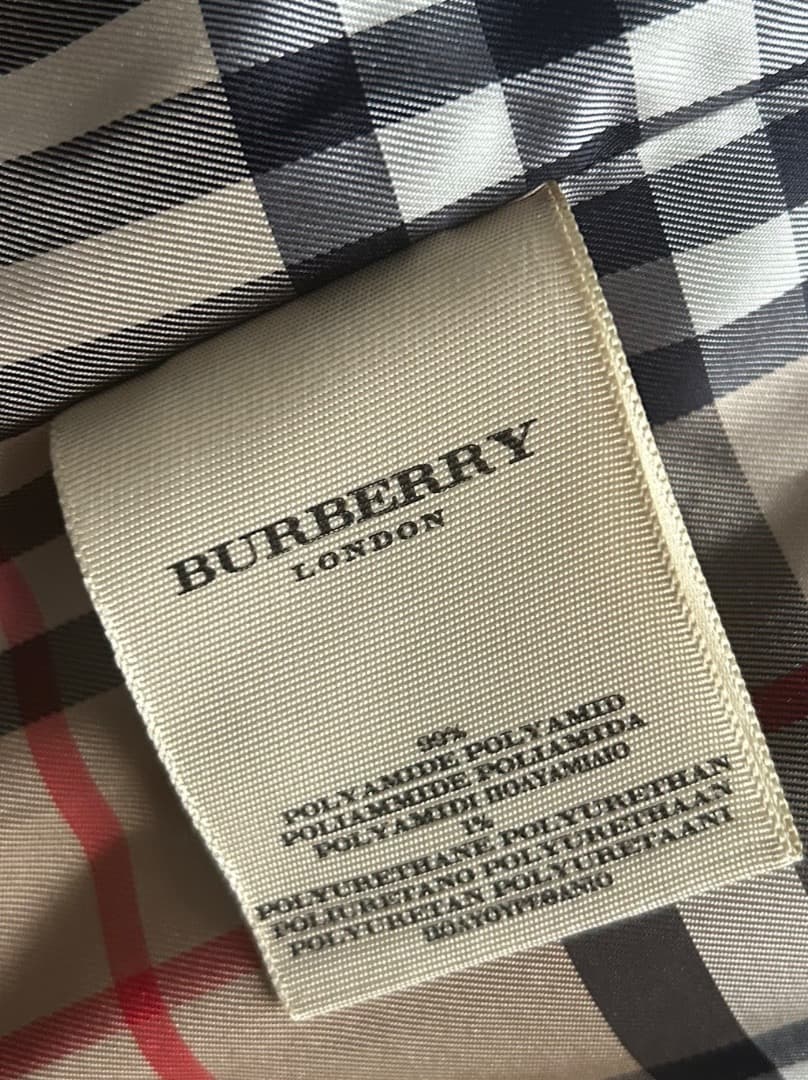 BURBERRY
LONDON
99%
POLYAMIDE POLYAMID
POLIAMMIDE POLIAMIDA
POLYAMIDI ΠΟΛΥΑΜΙΔΙΟ
1%
POLYURETHANE POLYURETHAN
POLIURETANO POLYURETHAAN
POLYURETAN POLYURETAANI
ΠΟΛΥΟΥΡΕΘΑΝΙΟ